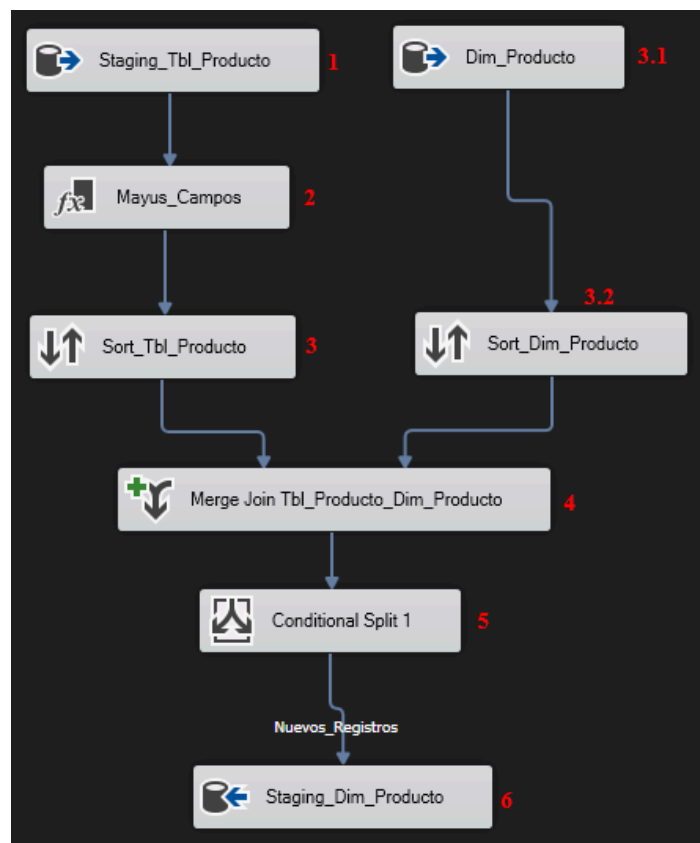 Staging_Tbl_Producto 1
Dim_Producto 3.1
fx Mayus_Campos 2
3.2
Sort_Tbl_Producto 3
Sort_Dim_Producto
Merge Join Tbl_Producto_Dim_Producto 4
Conditional Split 1 5
Nuevos_Registros
Staging_Dim_Producto 6